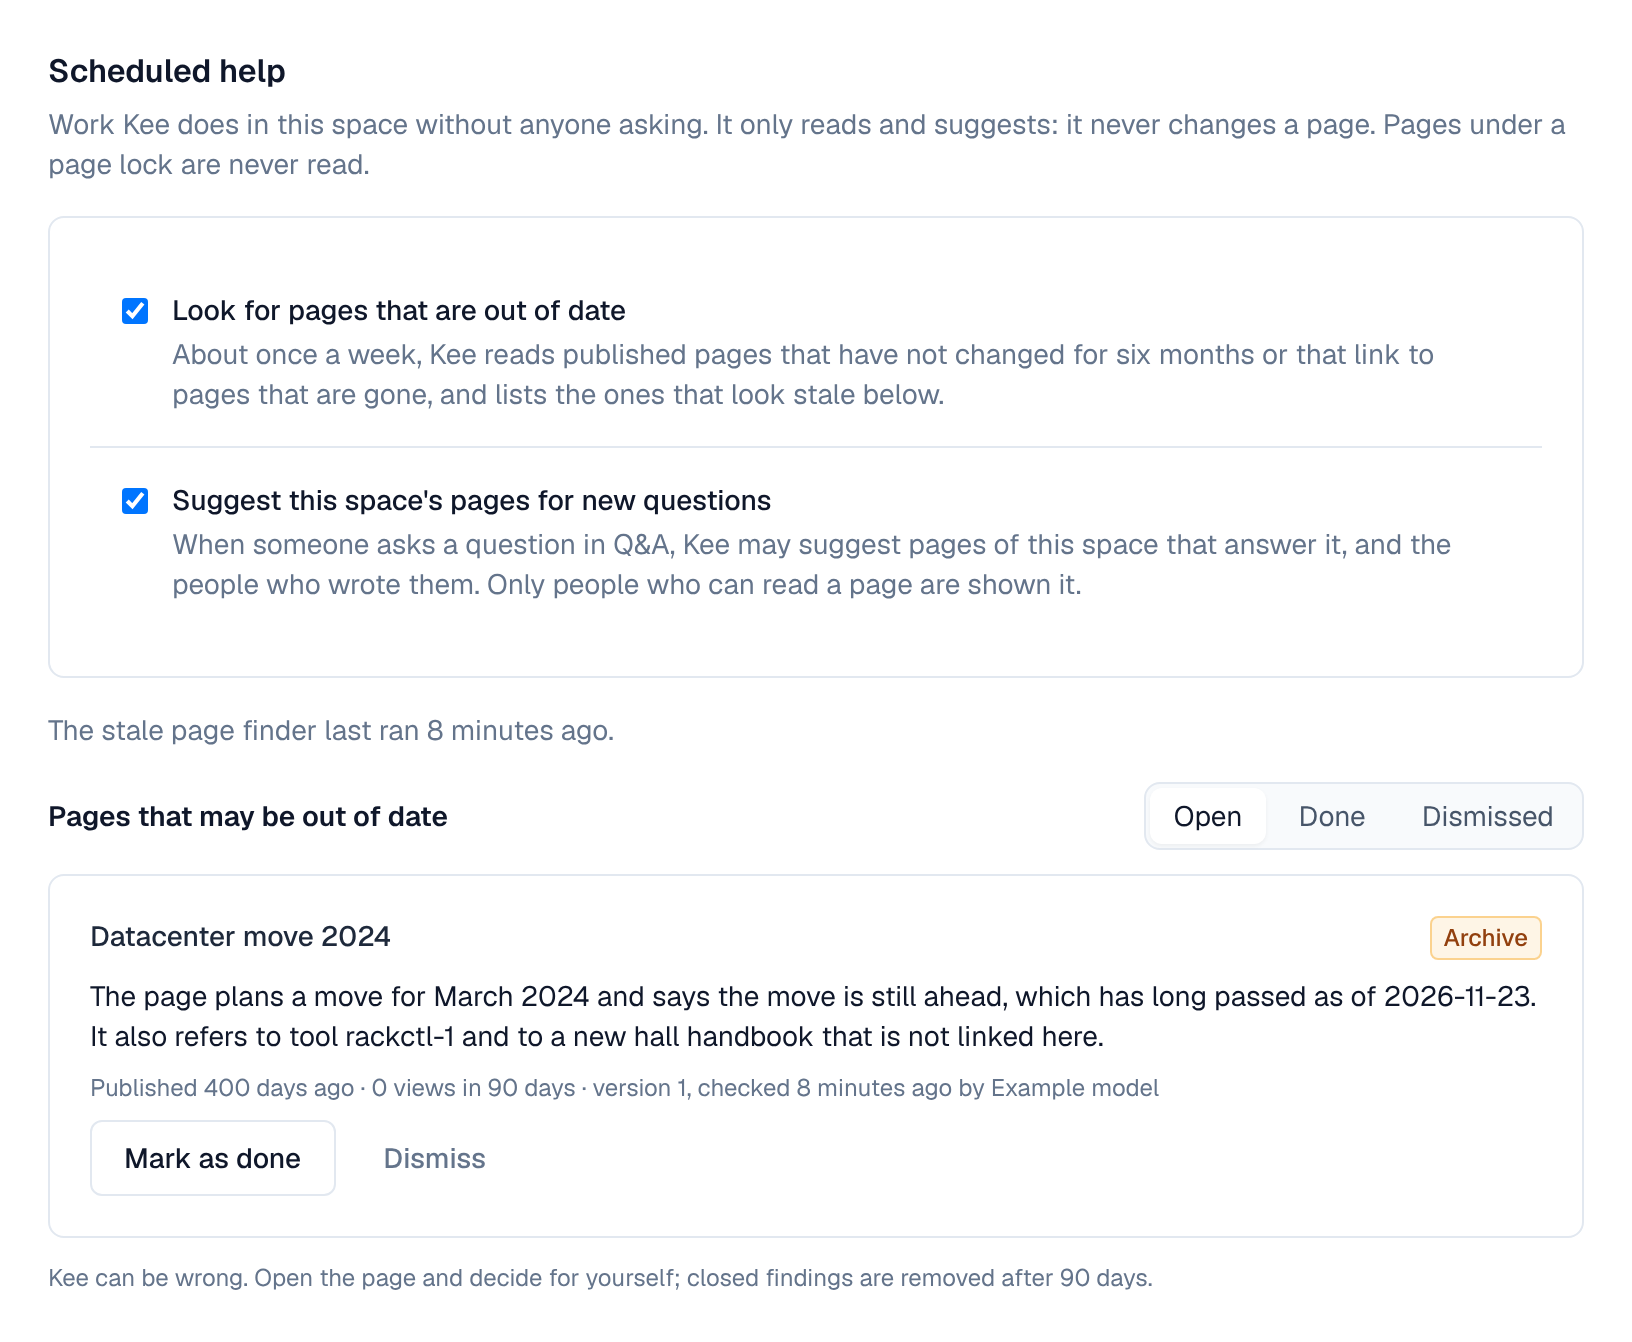 Scheduled help
Work Kee does in this space without anyone asking. It only reads and suggests: it never changes a page. Pages under a
page lock are never read.
Look for pages that are out of date
About once a week, Kee reads published pages that have not changed for six months or that link to
pages that are gone, and lists the ones that look stale below.
Suggest this space's pages for new questions
When someone asks a question in Q&A, Kee may suggest pages of this space that answer it, and the
people who wrote them. Only people who can read a page are shown it.
The stale page finder last ran 8 minutes ago.
Pages that may be out of date
Open Done Dismissed
Datacenter move 2024
Archive
The page plans a move for March 2024 and says the move is still ahead, which has long passed as of 2026-11-23.
It also refers to tool rackctl-1 and to a new hall handbook that is not linked here.
Published 400 days ago · 0 views in 90 days · version 1, checked 8 minutes ago by Example model
Mark as done Dismiss
Kee can be wrong. Open the page and decide for yourself; closed findings are removed after 90 days.